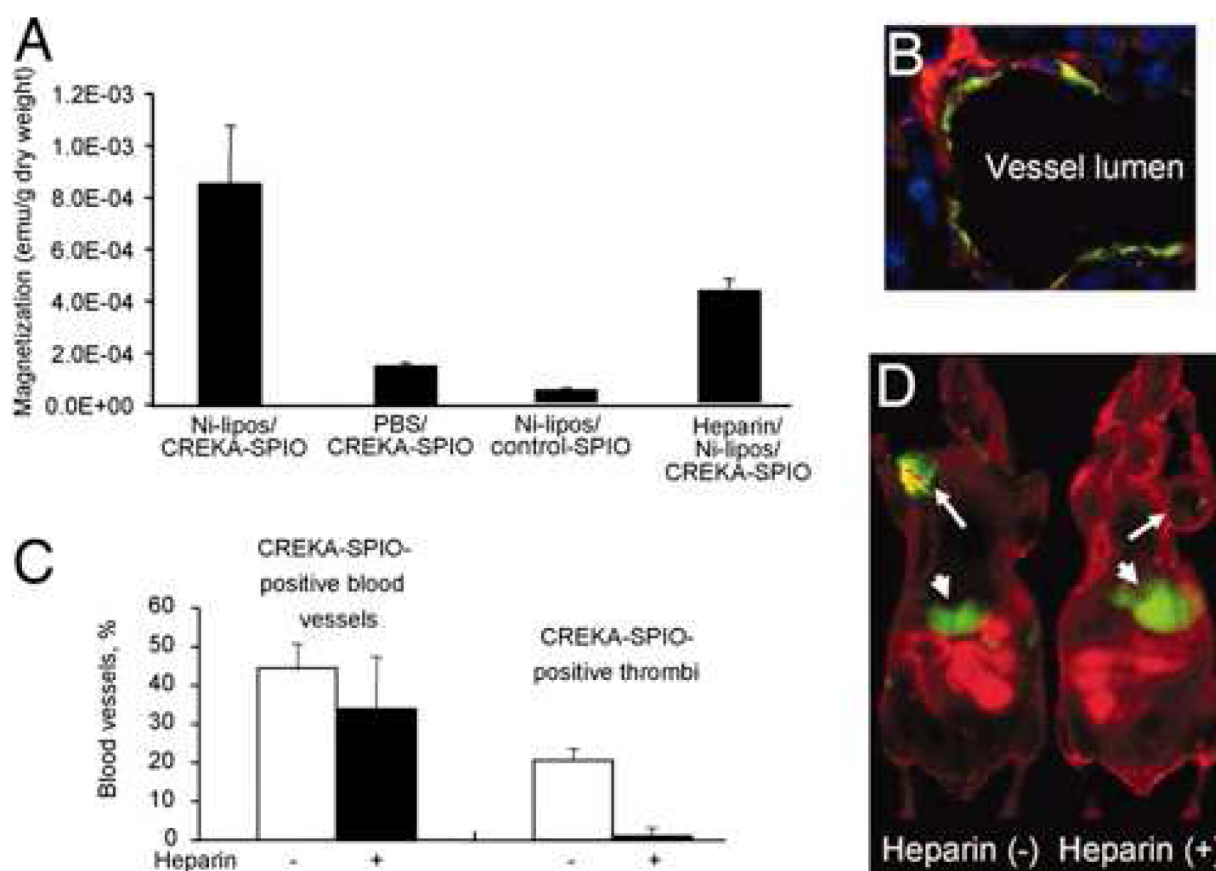 A
Magnetization (emu/g dry weight)
1.2E-03
1.0E-03
8.0E-04
6.0E-04
4.0E-04
2.0E-04
0.0E+00
Ni-lipos/
CREKA-SPIO
PBS/
CREKA-SPIO
Ni-lipos/
control-SPIO
Heparin/
Ni-lipos/
CREKA-SPIO
B
Vessel lumen
C
CREKA-SPIO-
positive blood
vessels
CREKA-SPIO-
positive thrombi
Blood vessels, %
60
50
40
30
20
10
0
Heparin - + - +
D
Heparin (-) Heparin (+)